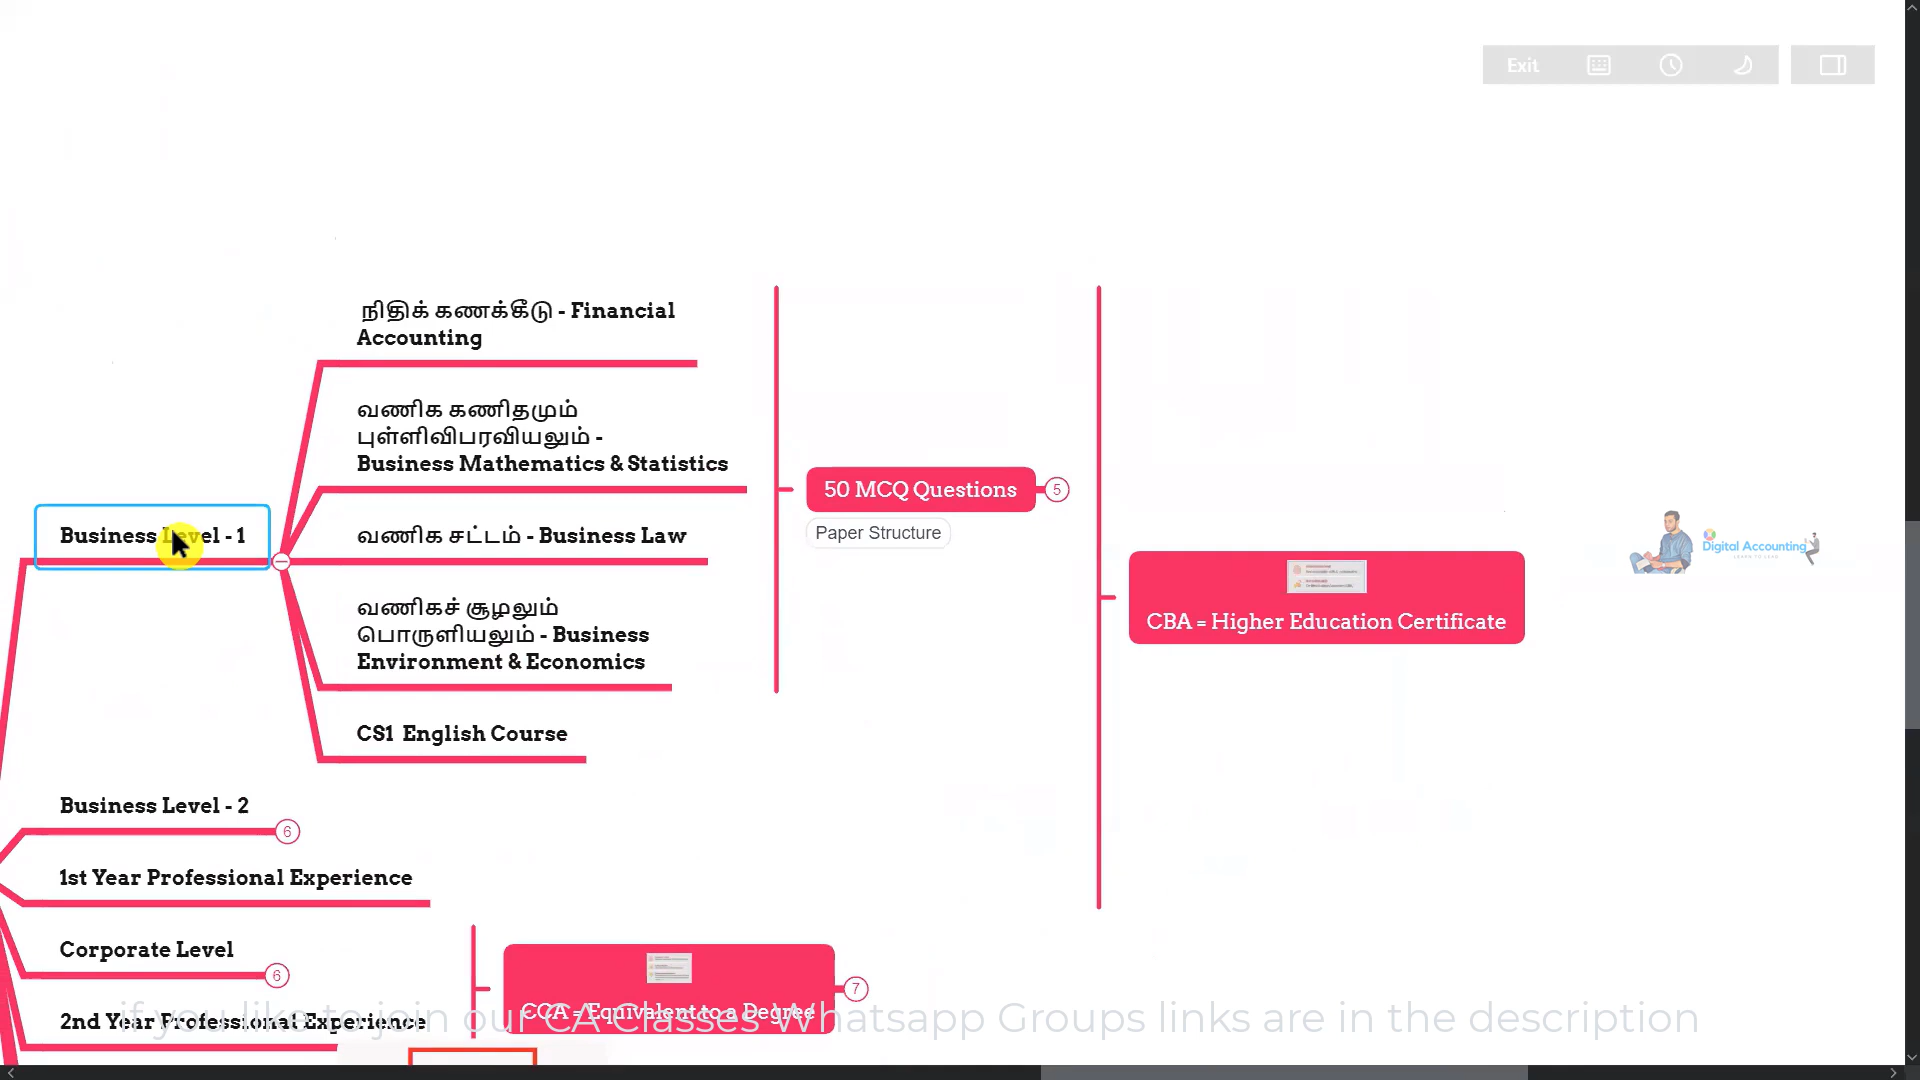 Exit
நிதிக் கணக்கீடு - Financial
Accounting
வணிக கணிதமும்
புள்ளிவிபரவியலும் -
Business Mathematics & Statistics
50 MCQ Questions
5
Paper Structure
Business Level - 1
வணிக சட்டம் - Business Law
வணிகச் சூழலும்
பொருளியலும் - Business
Environment & Economics
CS1 English Course
CBA = Higher Education Certificate
Digital Accounting
LEARN TO LEAD
Business Level - 2
6
1st Year Professional Experience
Corporate Level
6
CCA = Equivalent to a Degree
7
2nd Year Professional Experience
if you like to join our CA Classes Whatsapp Groups links are in the description